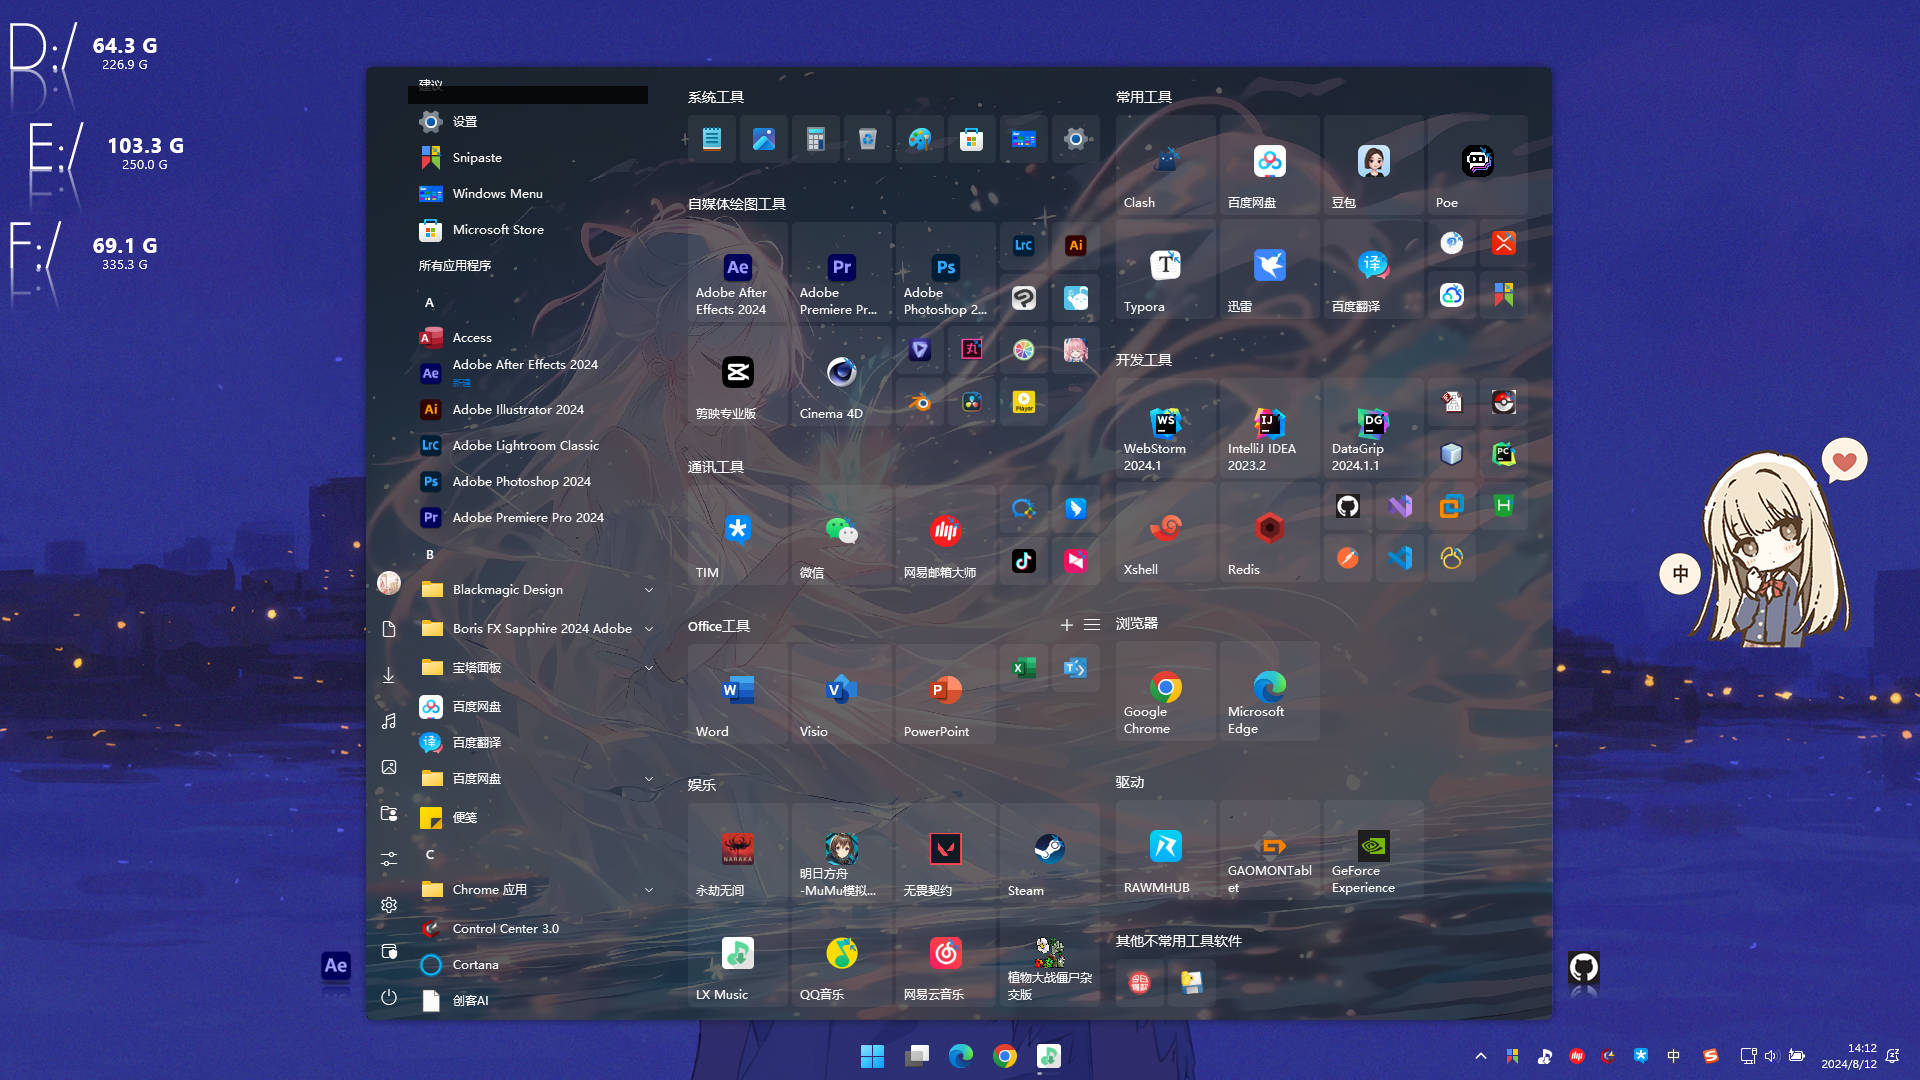 D:/
64.3 G
226.9 G
E:/
103.3 G
250.0 G
F:/
69.1 G
335.3 G
建议
设置
Snipaste
Windows Menu
Microsoft Store
所有应用程序
A
Access
Adobe After Effects 2024
新建
Adobe Illustrator 2024
Adobe Lightroom Classic
Adobe Photoshop 2024
Adobe Premiere Pro 2024
B
Blackmagic Design
Boris FX Sapphire 2024 Adobe
宝塔面板
百度网盘
百度翻译
百度网盘
便笺
C
Chrome 应用
Control Center 3.0
Cortana
创客AI
系统工具
自媒体绘图工具
Ae
Adobe After
Effects 2024
Pr
Adobe
Premiere Pr...
Ps
Adobe
Photoshop 2...
Lrc
Ai
剪映专业版
Cinema 4D
丸
Player
通讯工具
TIM
微信
网易邮箱大师
Office工具
Word
Visio
PowerPoint
娱乐
NARAKA
永劫无间
明日方舟
-MuMu模拟...
无畏契约
Steam
LX Music
QQ音乐
网易云音乐
植物大战僵尸杂
交版
常用工具
Clash
百度网盘
豆包
Poe
T
Typora
迅雷
译
百度翻译
开发工具
WS
WebStorm
2024.1
IJ
IntelliJ IDEA
2023.2
DG
DataGrip
2024.1.1
PC
Xshell
Redis
H
浏览器
Google
Chrome
Microsoft
Edge
驱动
RAWMHUB
GAOMONTabl
et
GeForce
Experience
其他不常用工具软件
Ae
中
中
14:12
2024/8/12